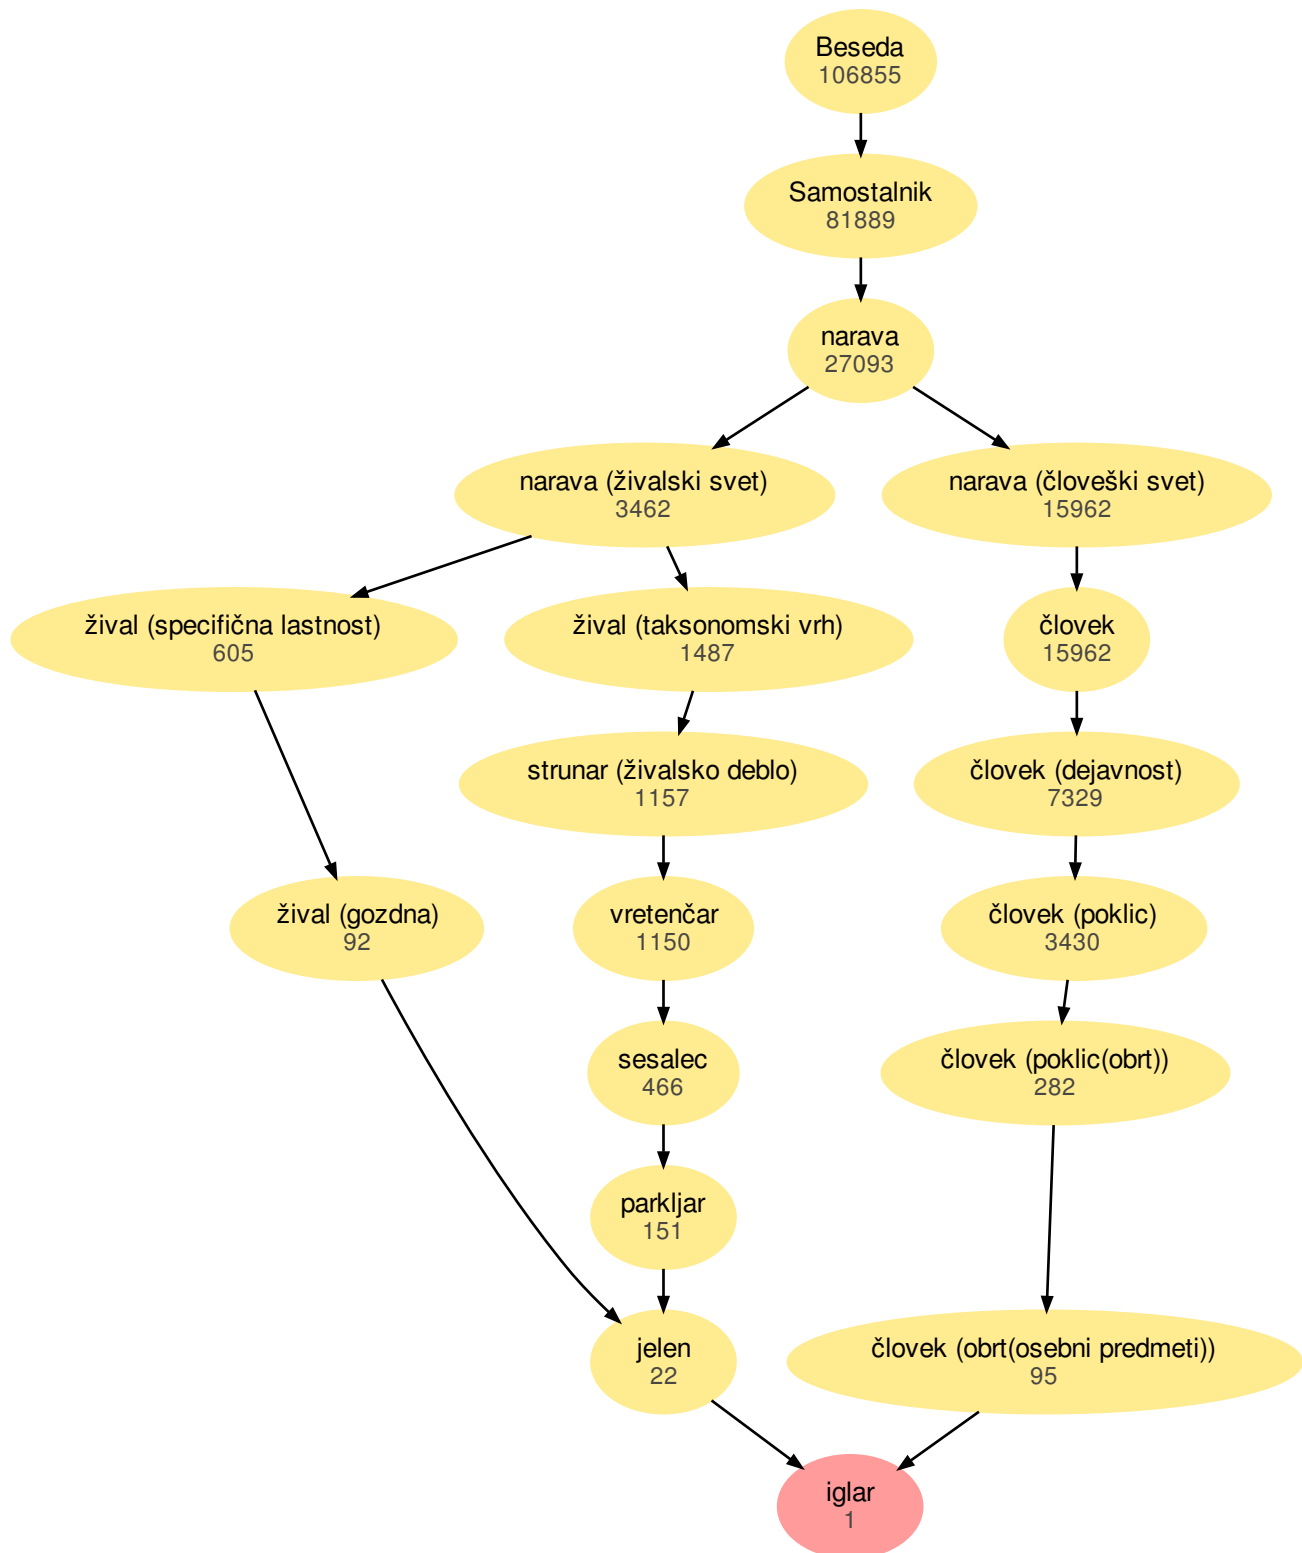 Beseda
106855
Samostalnik
81889
narava
27093
narava (živalski svet)
3462
narava (človeški svet)
15962
žival (specifična lastnost)
605
žival (taksonomski vrh)
1487
človek
15962
strunar (živalsko deblo)
1157
človek (dejavnost)
7329
žival (gozdna)
92
vretenčar
1150
človek (poklic)
3430
sesalec
466
človek (poklic(obrt))
282
parkljar
151
jelen
22
človek (obrt(osebni predmeti))
95
iglar
1